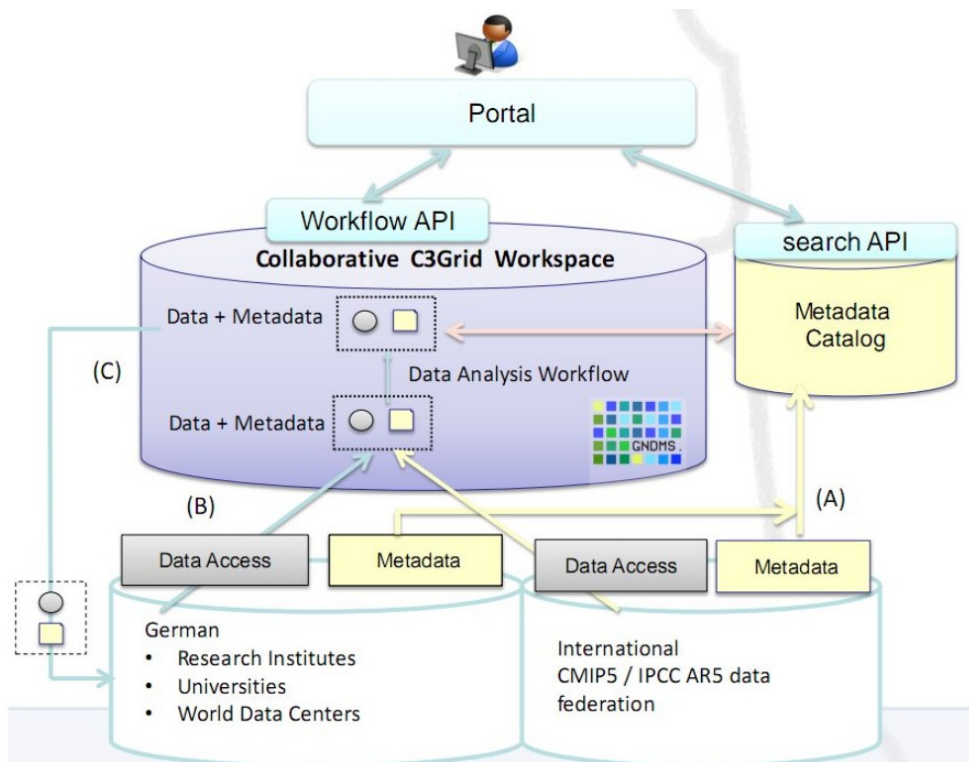 Portal
Workflow API
search API
Collaborative C3Grid Workspace
Metadata
Catalog
Data + Metadata
(C)
Data Analysis Workflow
Data + Metadata
GNDMS.
(B)
(A)
Data Access
Metadata
Data Access
Metadata
German
• Research Institutes
• Universities
• World Data Centers
International
CMIP5 / IPCC AR5 data
federation